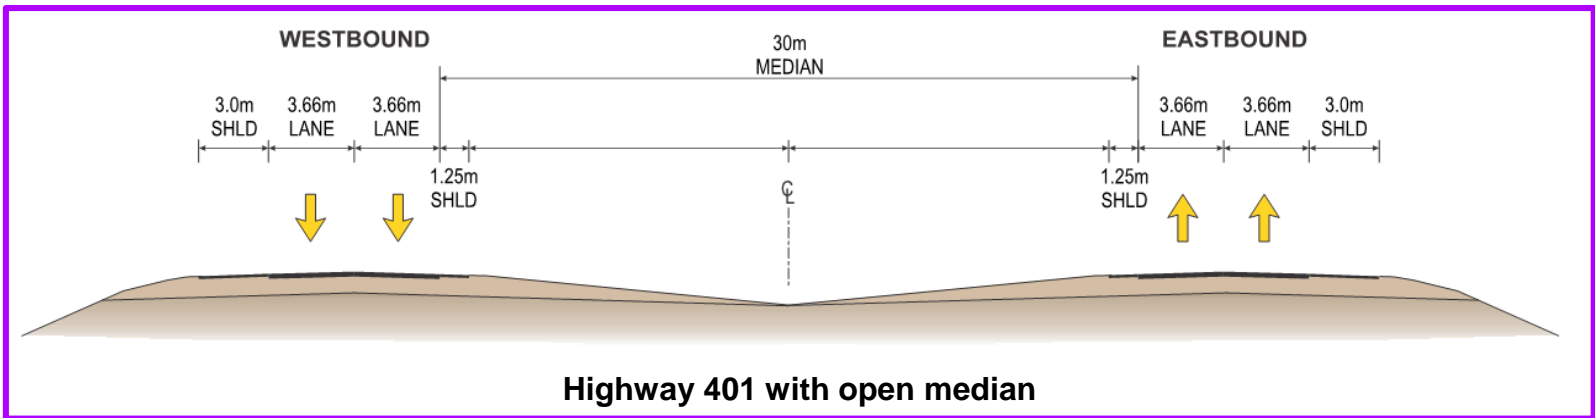 WESTBOUND
30m
MEDIAN
EASTBOUND
3.0m
SHLD
3.66m
LANE
3.66m
LANE
3.66m
LANE
3.66m
LANE
3.0m
SHLD
1.25m
SHLD
℄
1.25m
SHLD
Highway 401 with open median